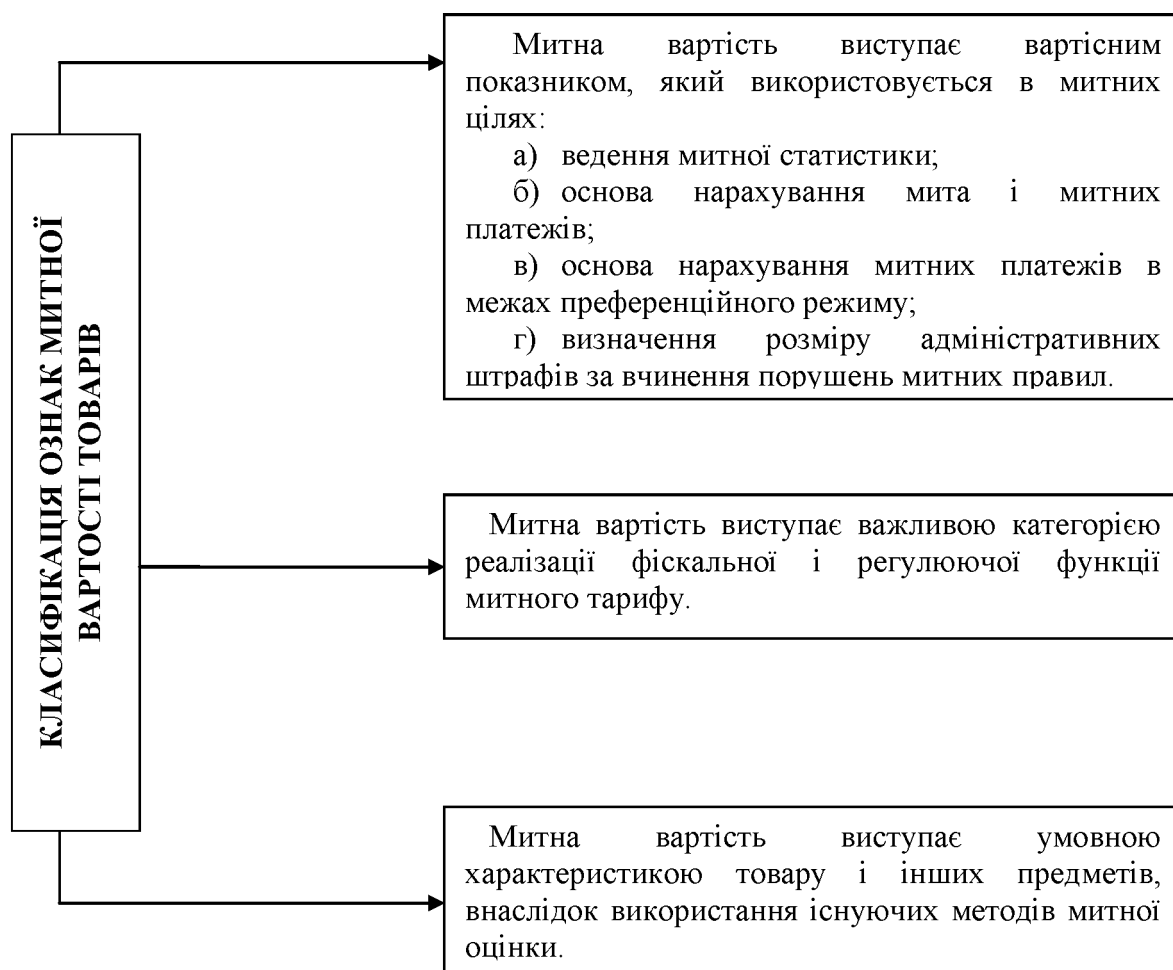 КЛАСИФІКАЦІЯ ОЗНАК МИТНОЇ
ВАРТОСТІ ТОВАРІВ
Митна вартість виступає вартісним
показником, який використовується в митних
цілях:
а) ведення митної статистики;
б) основа нарахування мита і митних
платежів;
в) основа нарахування митних платежів в
межах преференційного режиму;
г) визначення розміру адміністративних
штрафів за вчинення порушень митних правил.
Митна вартість виступає важливою категорією
реалізації фіскальної і регулюючої функції
митного тарифу.
Митна вартість виступає умовною
характеристикою товару і інших предметів,
внаслідок використання існуючих методів митної
оцінки.